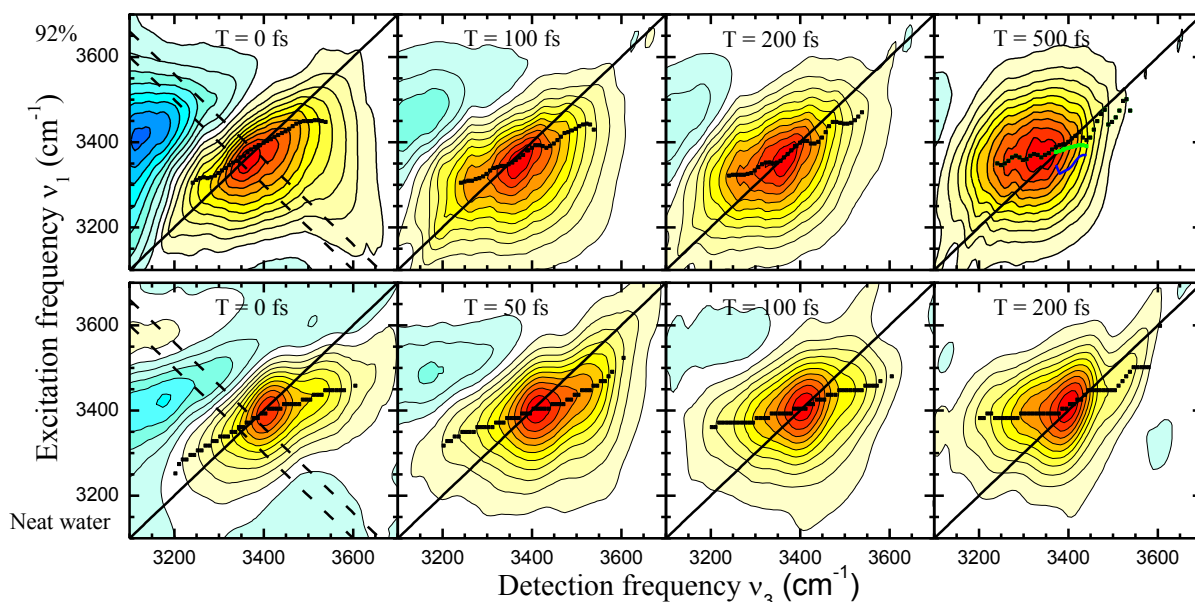 92%
T = 0 fs
T = 100 fs
T = 200 fs
T = 500 fs
3600
3400
3200
T = 0 fs
T = 50 fs
T = 100 fs
T = 200 fs
3600
3400
3200
Excitation frequency ν1 (cm-1)
Neat water
3200 3400 3600 3200 3400 3600 3200 3400 3600 3200 3400 3600
Detection frequency ν3 (cm-1)